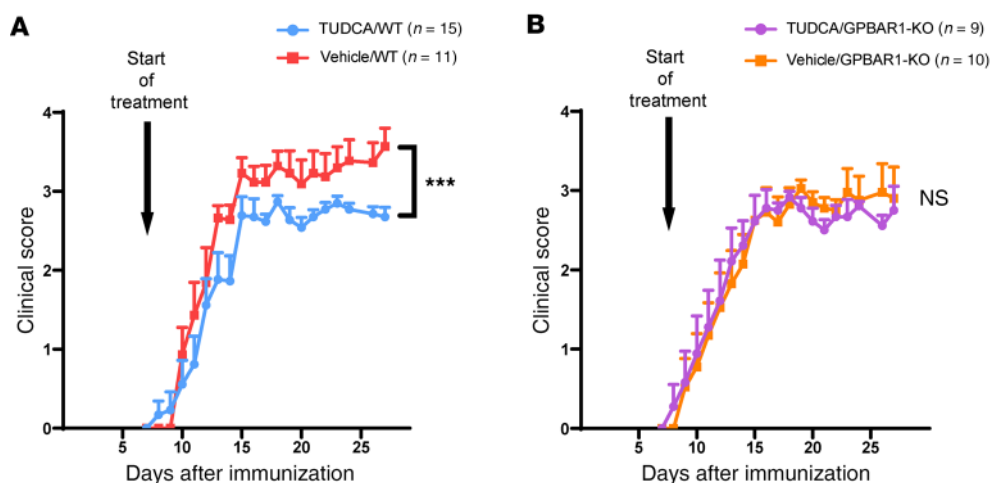 A
TUDCA/WT (n = 15)
Vehicle/WT (n = 11)
Start
of
treatment
4
3
2
1
0
Clinical score
***
5
10
15
20
25
Days after immunization
B
TUDCA/GPBAR1-KO (n = 9)
Vehicle/GPBAR1-KO (n = 10)
Start
of
treatment
4
3
2
1
0
Clinical score
NS
5
10
15
20
25
Days after immunization